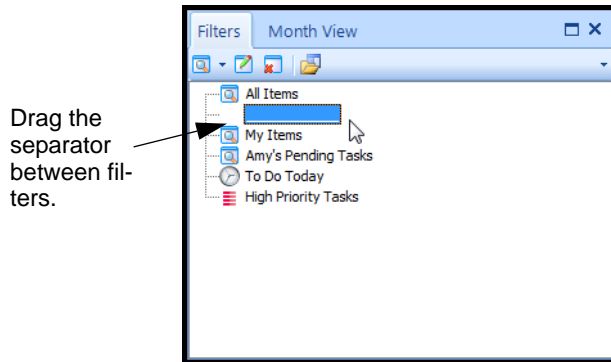 Filters Month View
All Items
Drag the
separator
between fil-
ters.
My Items
Amy's Pending Tasks
To Do Today
High Priority Tasks